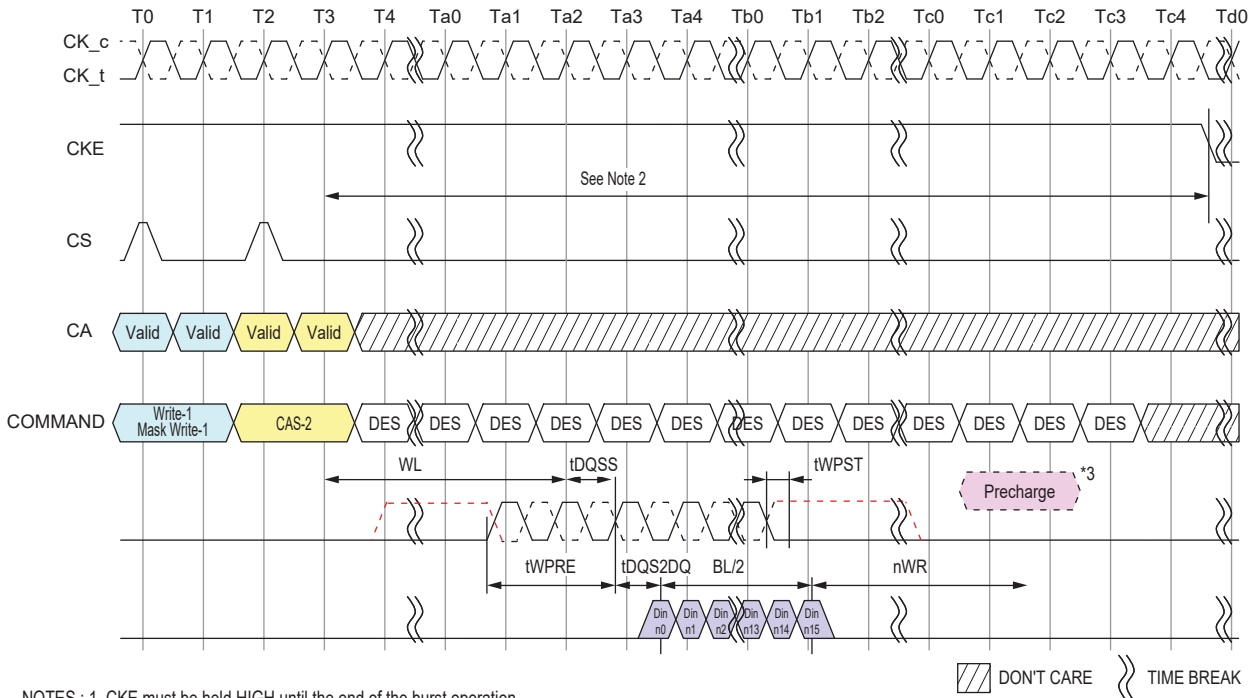 T0 T1 T2 T3 T4 Ta0 Ta1 Ta2 Ta3 Ta4 Tb0 Tb1 Tb2 Tc0 Tc1 Tc2 Tc3 Tc4 Td0
CK_c
CK_t
CKE
See Note 2
CS
CA Valid Valid Valid Valid
COMMAND Write-1 Mask Write-1 CAS-2 DES DES DES DES DES DES DES DES DES DES DES DES DES
WL tDQSS tWPST
Precharge *3
tWPRE tDQS2DQ BL/2 nWR
Din n0 Din n1 Din n2 Din n13 Din n14 Din n15
DON'T CARE TIME BREAK
NOTES : 1. CKE must be held HIGH until the end of the burst operation.